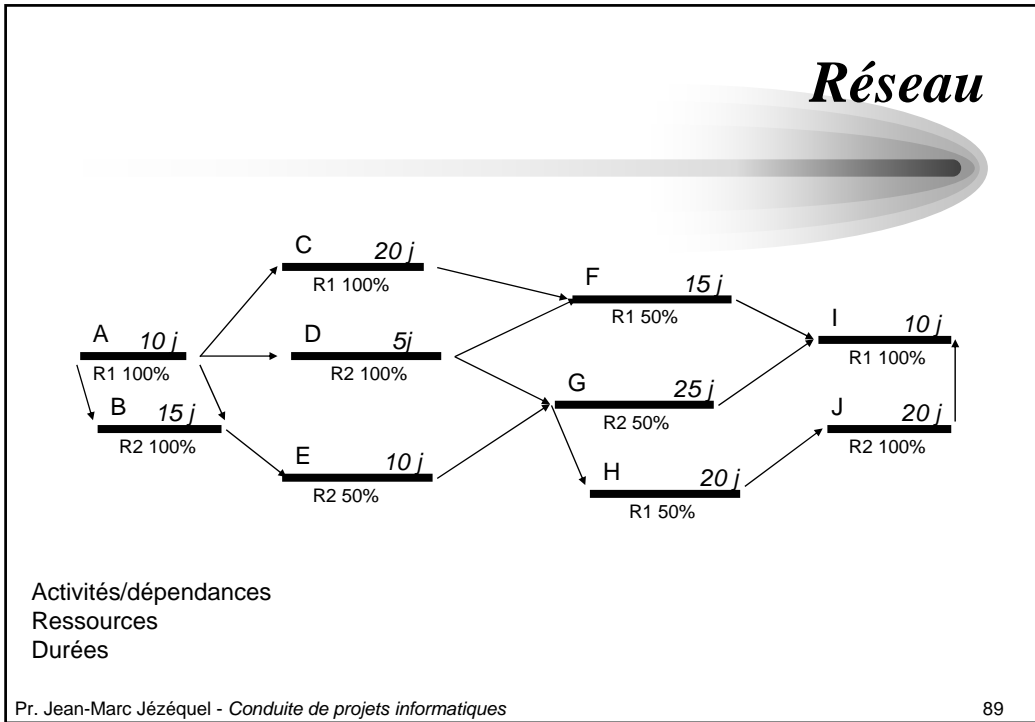 Réseau
C 20 j
R1 100%
F 15 j
R1 50%
A 10 j
R1 100%
D 5j
R2 100%
I 10 j
R1 100%
B 15 j
R2 100%
G 25 j
R2 50%
J 20 j
R2 100%
E 10 j
R2 50%
H 20 j
R1 50%
Activités/dépendances
Ressources
Durées
Pr. Jean-Marc Jézéquel - Conduite de projets informatiques 89